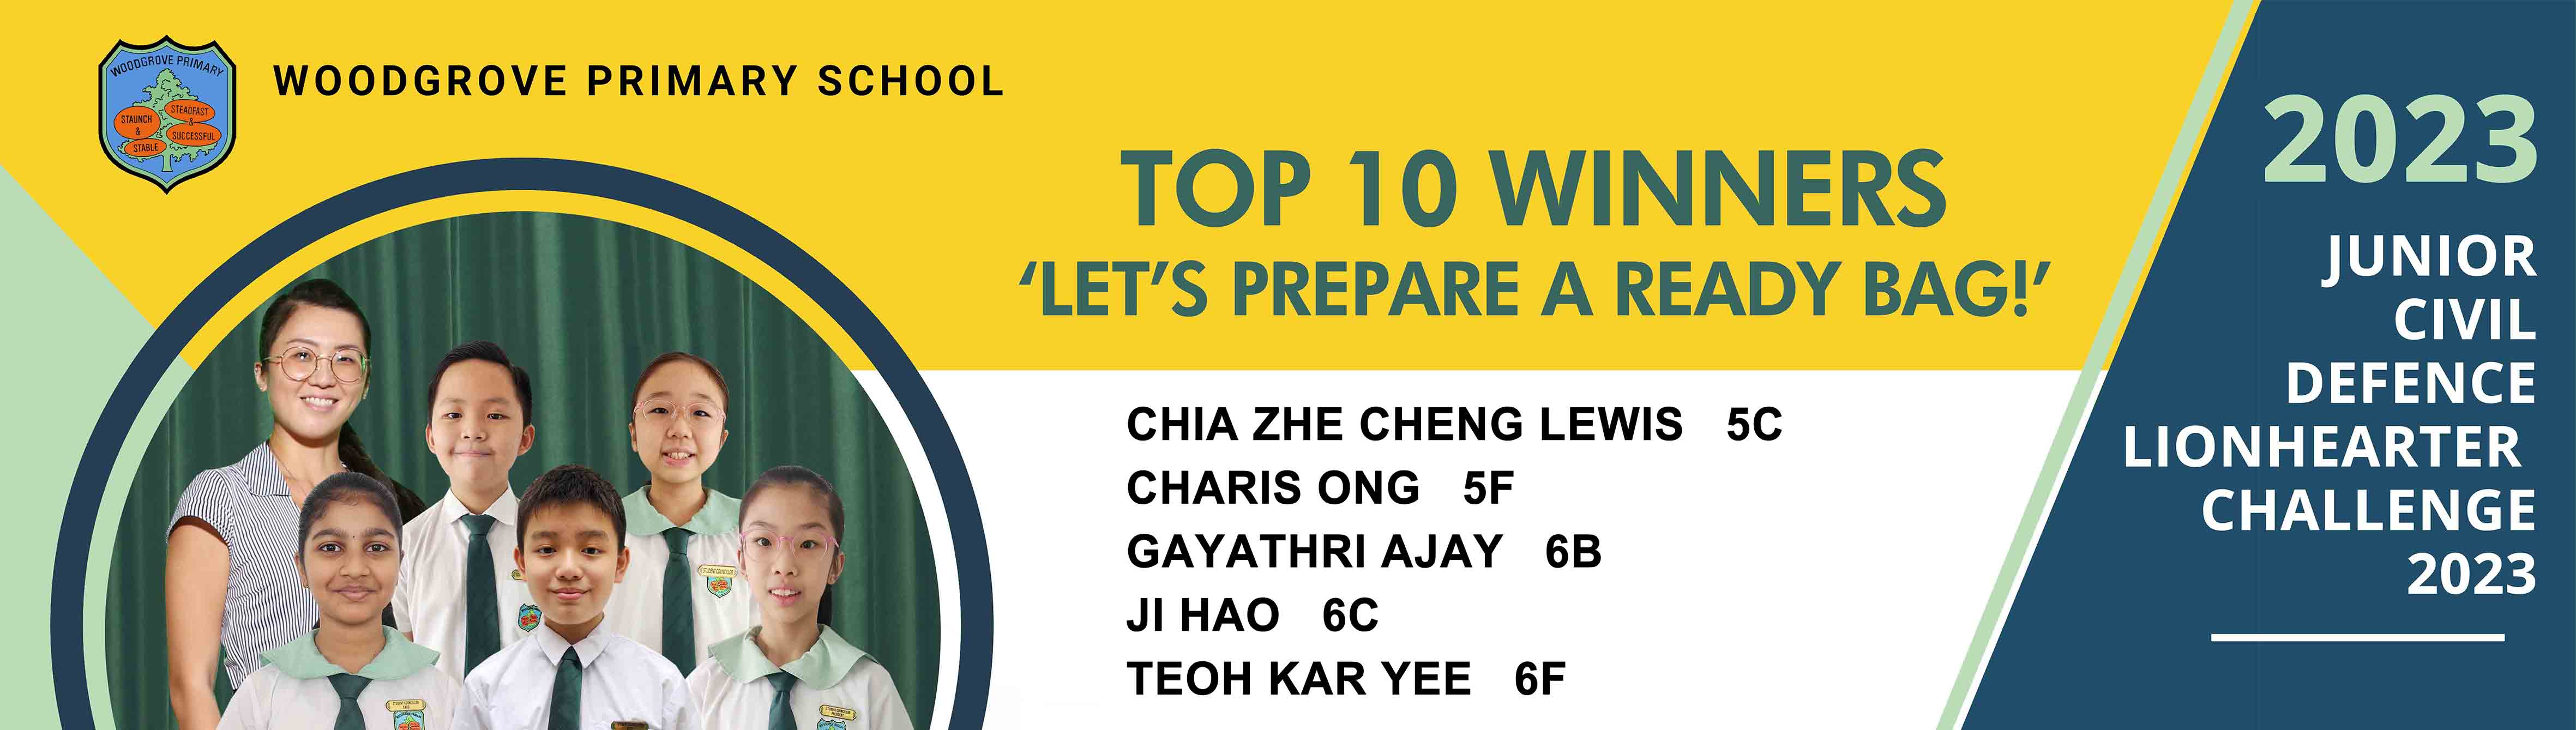 WOODGROVE PRIMARY
STAUNCH
&
STABLE
STEADFAST
&
SUCCESSFUL
WOODGROVE PRIMARY SCHOOL
TOP 10 WINNERS
‘LET’S PREPARE A READY BAG!’
CHIA ZHE CHENG LEWIS 5C
CHARIS ONG 5F
GAYATHRI AJAY 6B
JI HAO 6C
TEOH KAR YEE 6F
2023
JUNIOR
CIVIL
DEFENCE
LIONHEARTER
CHALLENGE
2023
STUDENT COUNCILLOR